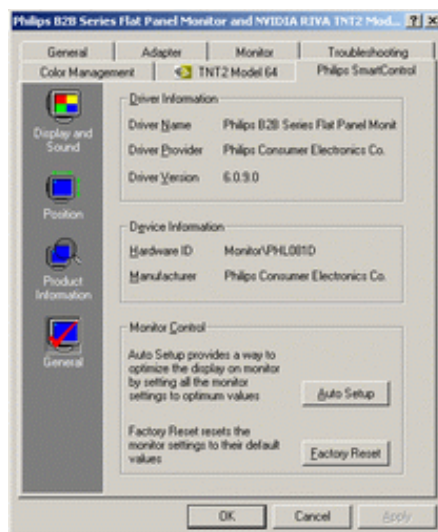 Philips B2B Series Flat Panel Monitor and NVIDIA RIVA TNT2 Mod...
General Adapter Monitor Troubleshooting
Color Management TNT2 Model 64 Philips SmartControl
Display and
Sound
Position
Product
Information
General
Driver Information
Driver Name Philips B2B Series Flat Panel Monit
Driver Provider Philips Consumer Electronics Co.
Driver Version 6.0.9.0
Device Information
Hardware ID Monitor\PHL081D
Manufacturer Philips Consumer Electronics Co.
Monitor Control
Auto Setup provides a way to
optimize the display on monitor
by setting all the monitor
settings to optimum values
Auto Setup
Factory Reset resets the
monitor settings to their default
values
Factory Reset
OK Cancel Apply